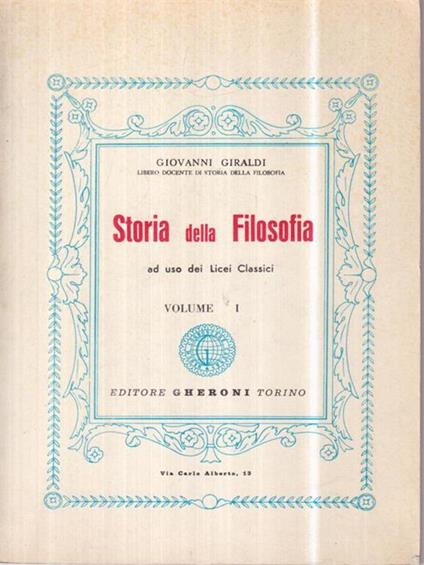 GIOVANNI GIRALDI
LIBERO DOCENTE DI STORIA DELLA FILOSOFIA
Storia della Filosofia
ad uso dei Licei Classici
VOLUME I
EDITORE GHERONI TORINO
Via Carlo Alberto, 13